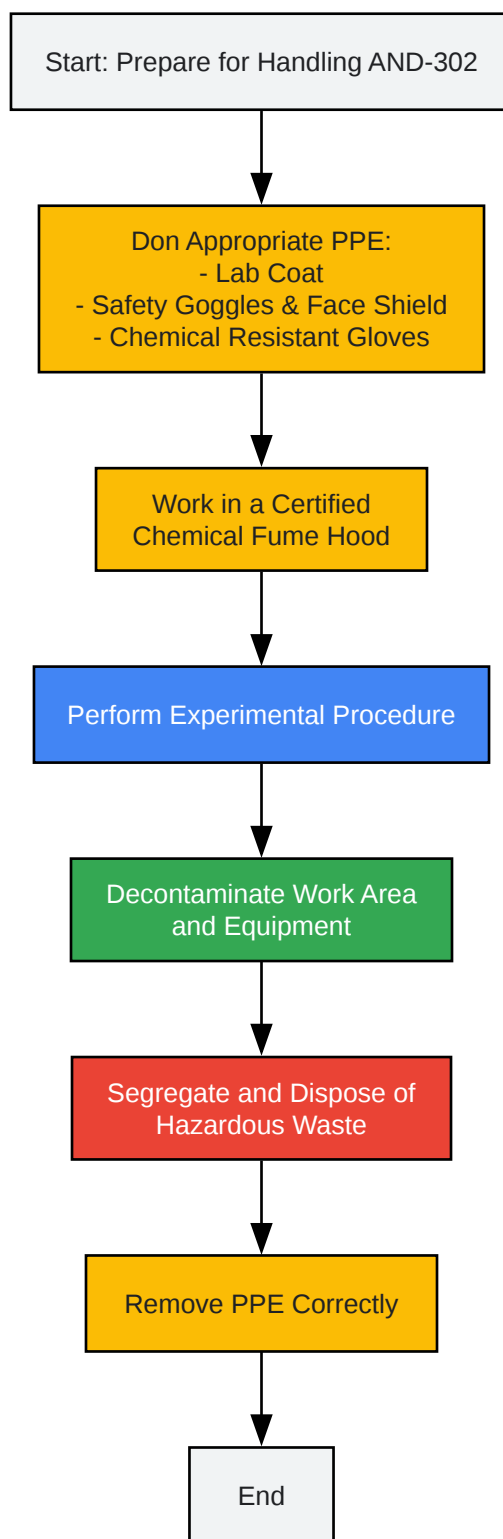 Start: Prepare for Handling AND-302
Don Appropriate PPE:
- Lab Coat
- Safety Goggles & Face Shield
- Chemical Resistant Gloves
Work in a Certified
Chemical Fume Hood
Perform Experimental Procedure
Decontaminate Work Area
and Equipment
Segregate and Dispose of
Hazardous Waste
Remove PPE Correctly
End